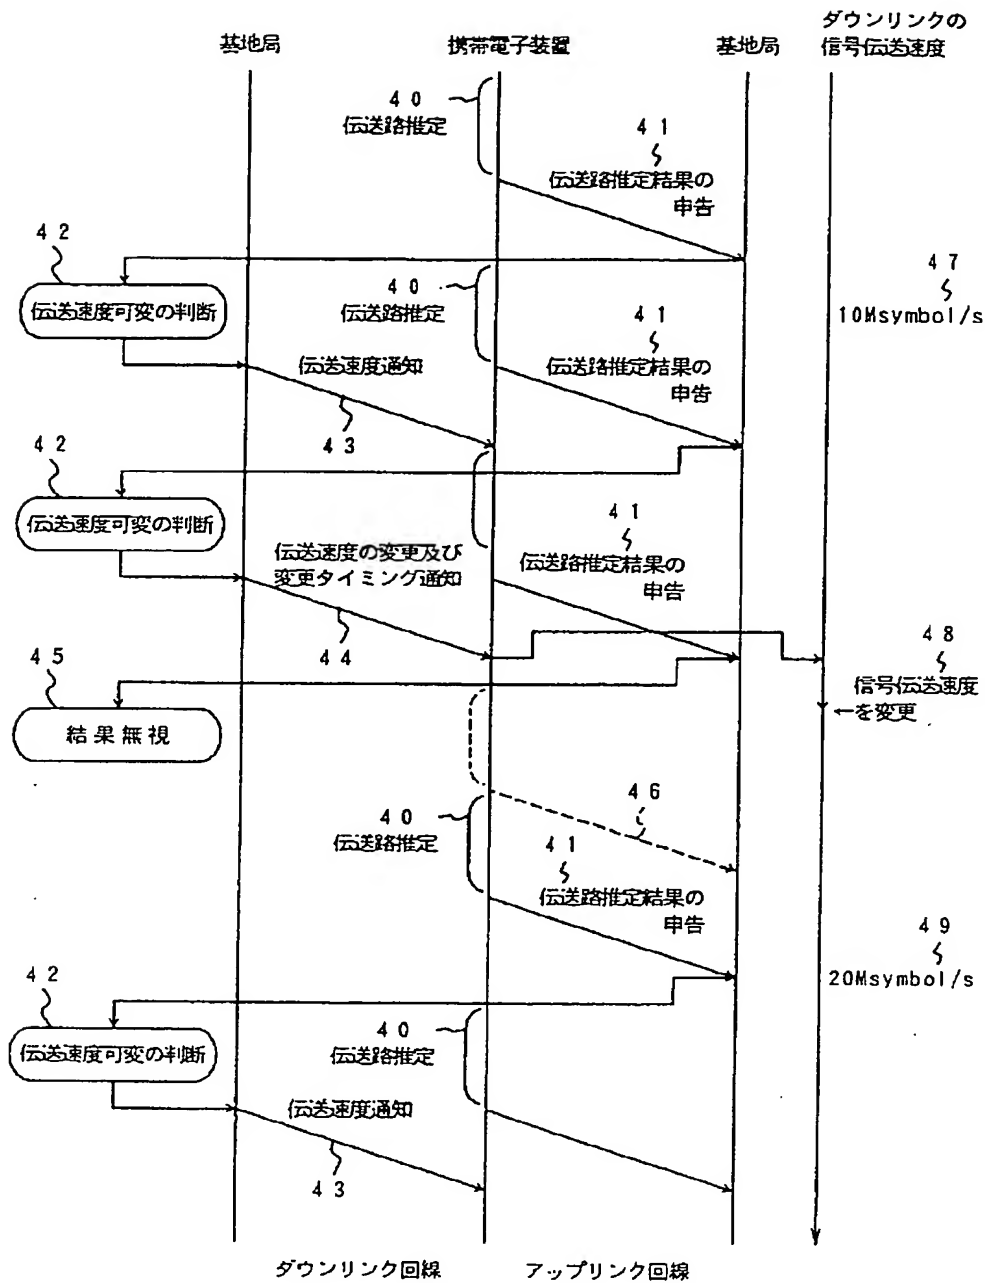 ダウンリンクの
信号伝送速度
基地局
携帯電子装置
基地局
40
伝送路推定
41
伝送路推定結果の
申告
42
伝送速度可変の判断
40
伝送路推定
47
10Msymbol/s
41
伝送路推定結果の
申告
伝送速度通知
43
42
伝送速度可変の判断
41
伝送路推定結果の
申告
伝送速度の変更及び
変更タイミング通知
44
48
信号伝送速度
←を変更
45
結果無視
46
40
伝送路推定
41
伝送路推定結果の
申告
49
20Msymbol/s
42
伝送速度可変の判断
40
伝送路推定
伝送速度通知
43
ダウンリンク回線
アップリンク回線